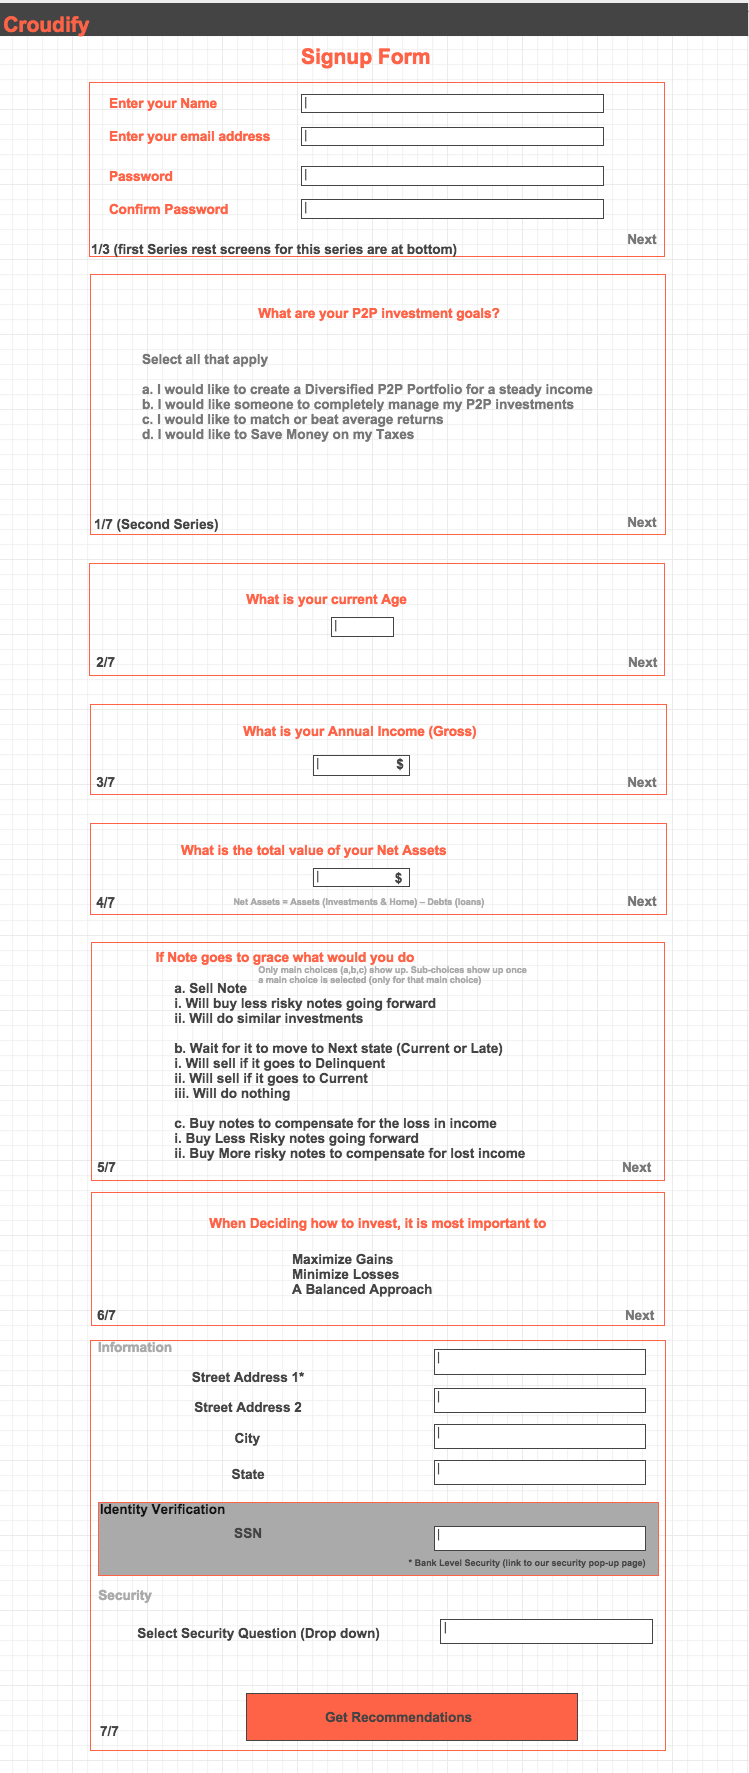 Croudify
Signup Form
Enter your Name
Enter your email address
Password
Confirm Password
Next
1/3 (first Series rest screens for this series are at bottom)
What are your P2P investment goals?
Select all that apply
a. I would like to create a Diversified P2P Portfolio for a steady income
b. I would like someone to completely manage my P2P investments
c. I would like to match or beat average returns
d. I would like to Save Money on my Taxes
1/7 (Second Series)
Next
What is your current Age
2/7
Next
What is your Annual Income (Gross)
$
3/7
Next
What is the total value of your Net Assets
$
4/7
Net Assets = Assets (Investments & Home) – Debts (loans)
Next
If Note goes to grace what would you do
Only main choices (a,b,c) show up. Sub-choices show up once
a main choice is selected (only for that main choice)
a. Sell Note
i. Will buy less risky notes going forward
ii. Will do similar investments
b. Wait for it to move to Next state (Current or Late)
i. Will sell if it goes to Delinquent
ii. Will sell if it goes to Current
iii. Will do nothing
c. Buy notes to compensate for the loss in income
i. Buy Less Risky notes going forward
ii. Buy More risky notes to compensate for lost income
5/7
Next
When Deciding how to invest, it is most important to
Maximize Gains
Minimize Losses
A Balanced Approach
6/7
Next
Information
Street Address 1*
Street Address 2
City
State
Identity Verification
SSN
* Bank Level Security (link to our security pop-up page)
Security
Select Security Question (Drop down)
Get Recommendations
7/7